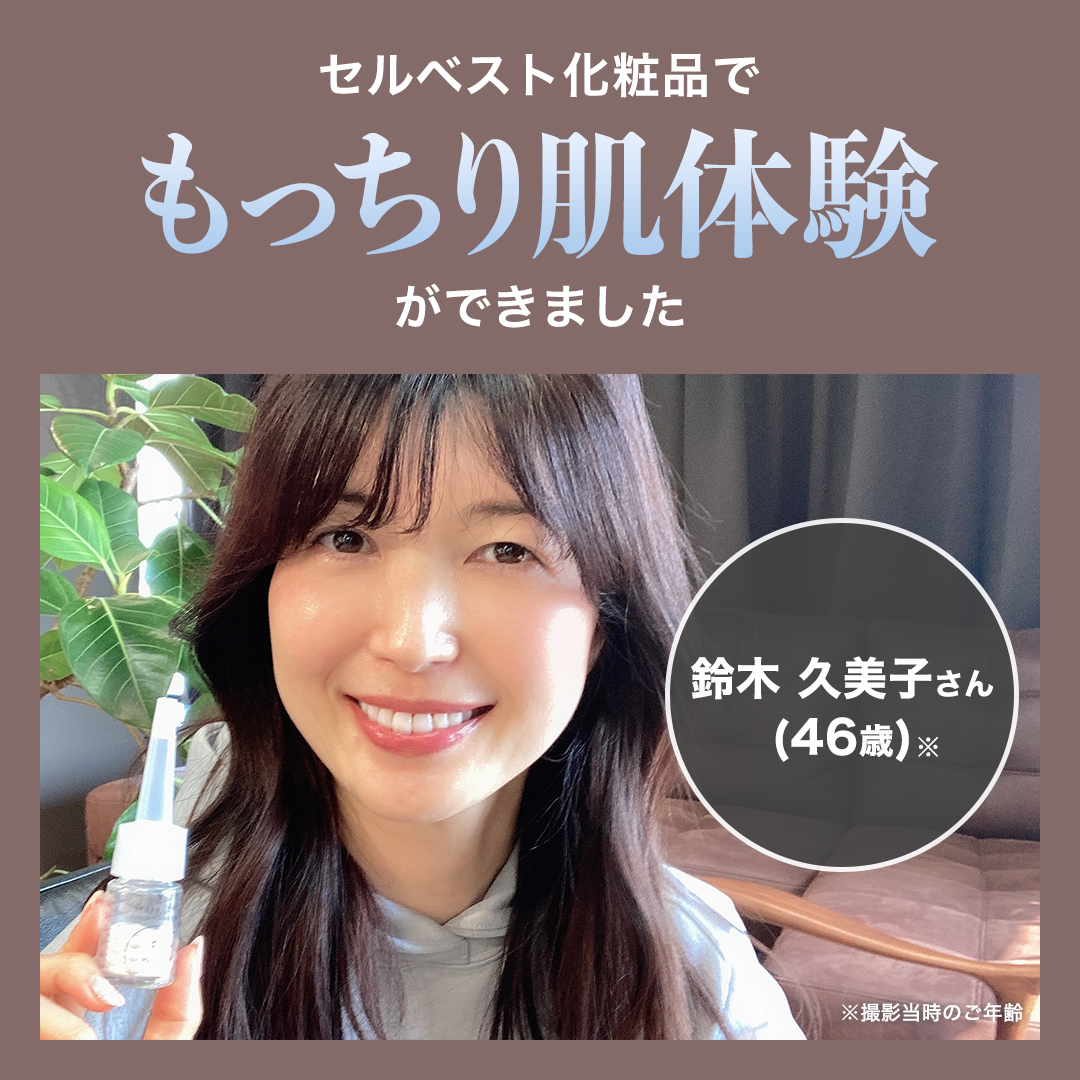 セルベスト化粧品で
もっちり肌体験
ができました
鈴木 久美子さん
(46歳)※
※撮影当時のご年齢